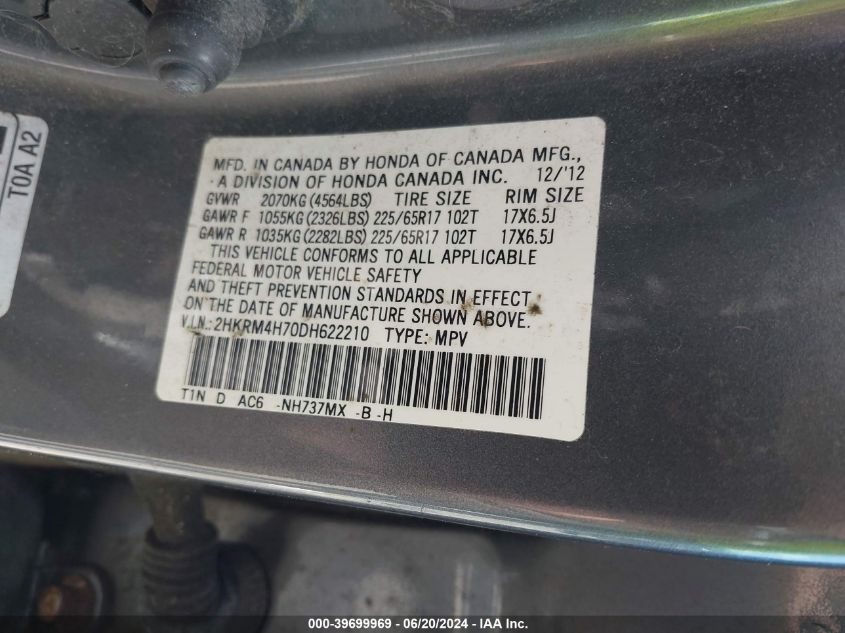 TOA A2
MFD. IN CANADA BY HONDA OF CANADA MFG.,
A DIVISION OF HONDA CANADA INC. 12/'12
GVWR 2070KG (4564LBS) TIRE SIZE RIM SIZE
GAWR F 1055KG (2326LBS) 225/65R17 102T 17X6.5J
GAWR R 1035KG (2282LBS) 225/65R17 102T 17X6.5J
THIS VEHICLE CONFORMS TO ALL APPLICABLE
FEDERAL MOTOR VEHICLE SAFETY
AND THEFT PREVENTION STANDARDS IN EFFECT
ON THE DATE OF MANUFACTURE SHOWN ABOVE.
V.I.N.: 2HKRM4H70DH622210 TYPE: MPV
T1N D AC6 -NH737MX -B -H
000-39699969 - 06/20/2024 - IAA Inc.